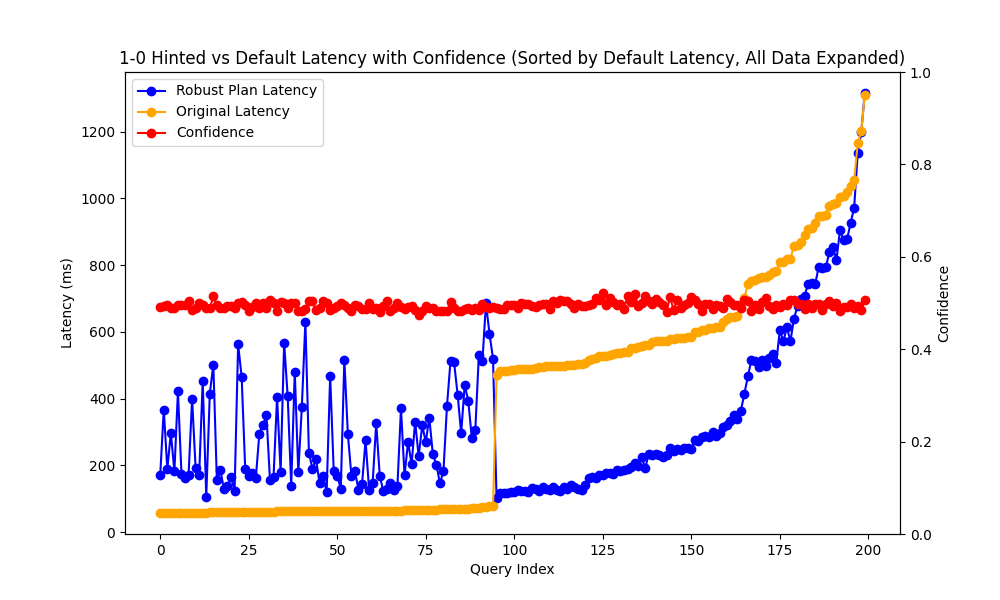 1-0 Hinted vs Default Latency with Confidence (Sorted by Default Latency, All Data Expanded)
Robust Plan Latency
Original Latency
Confidence
Latency (ms)
1200
1000
800
600
400
200
0
1.0
0.8
0.6
0.4
0.2
0.0
Confidence
0 25 50 75 100 125 150 175 200
Query Index